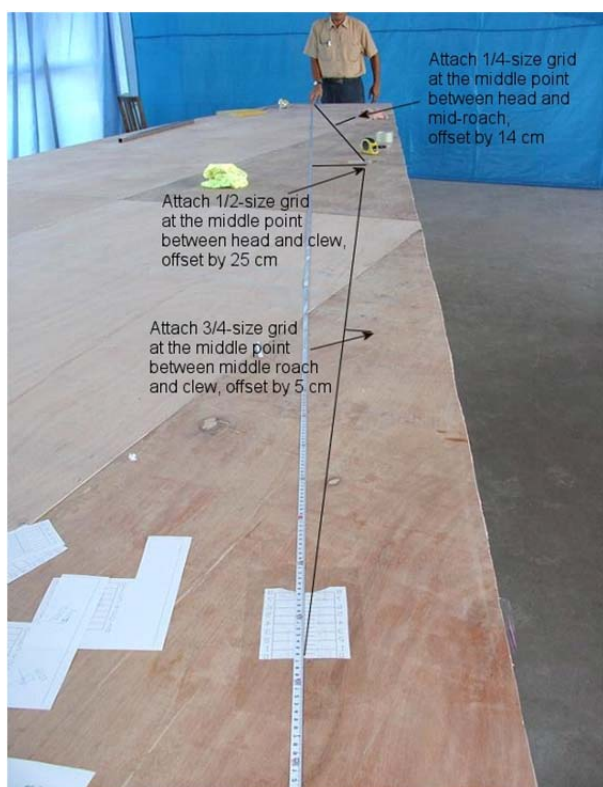 Attach 1/4-size grid
at the middle point
between head and
mid-roach,
offset by 14 cm
Attach 1/2-size grid
at the middle point
between head and clew,
offset by 25 cm
Attach 3/4-size grid
at the middle point
between middle roach
and clew, offset by 5 cm